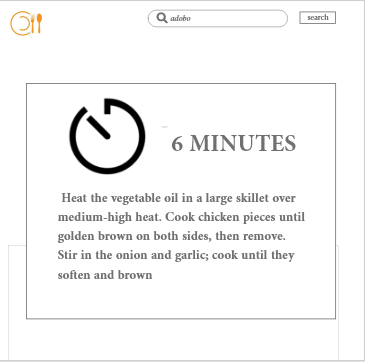 adobo
search
6 MINUTES
Heat the vegetable oil in a large skillet over
medium-high heat. Cook chicken pieces until
golden brown on both sides, then remove.
Stir in the onion and garlic; cook until they
soften and brown